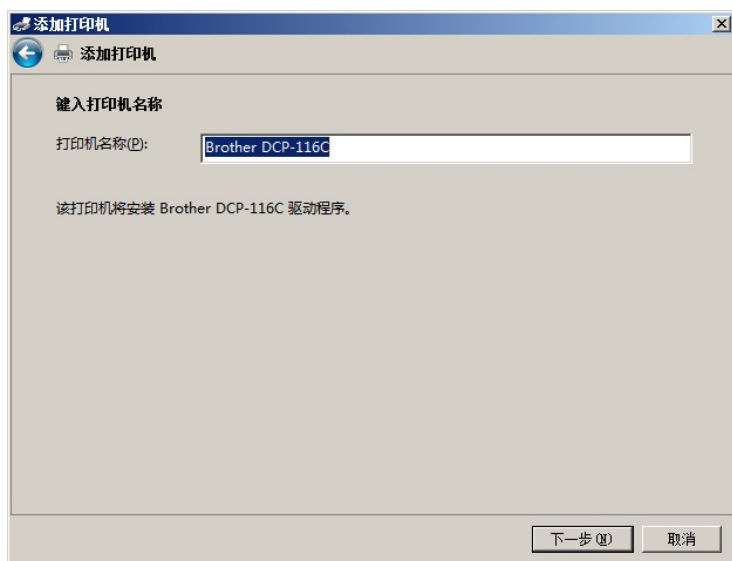 添加打印机
添加打印机
键入打印机名称
打印机名称(P):
Brother DCP-116C
该打印机将安装 Brother DCP-116C 驱动程序。
下一步(N)
取消